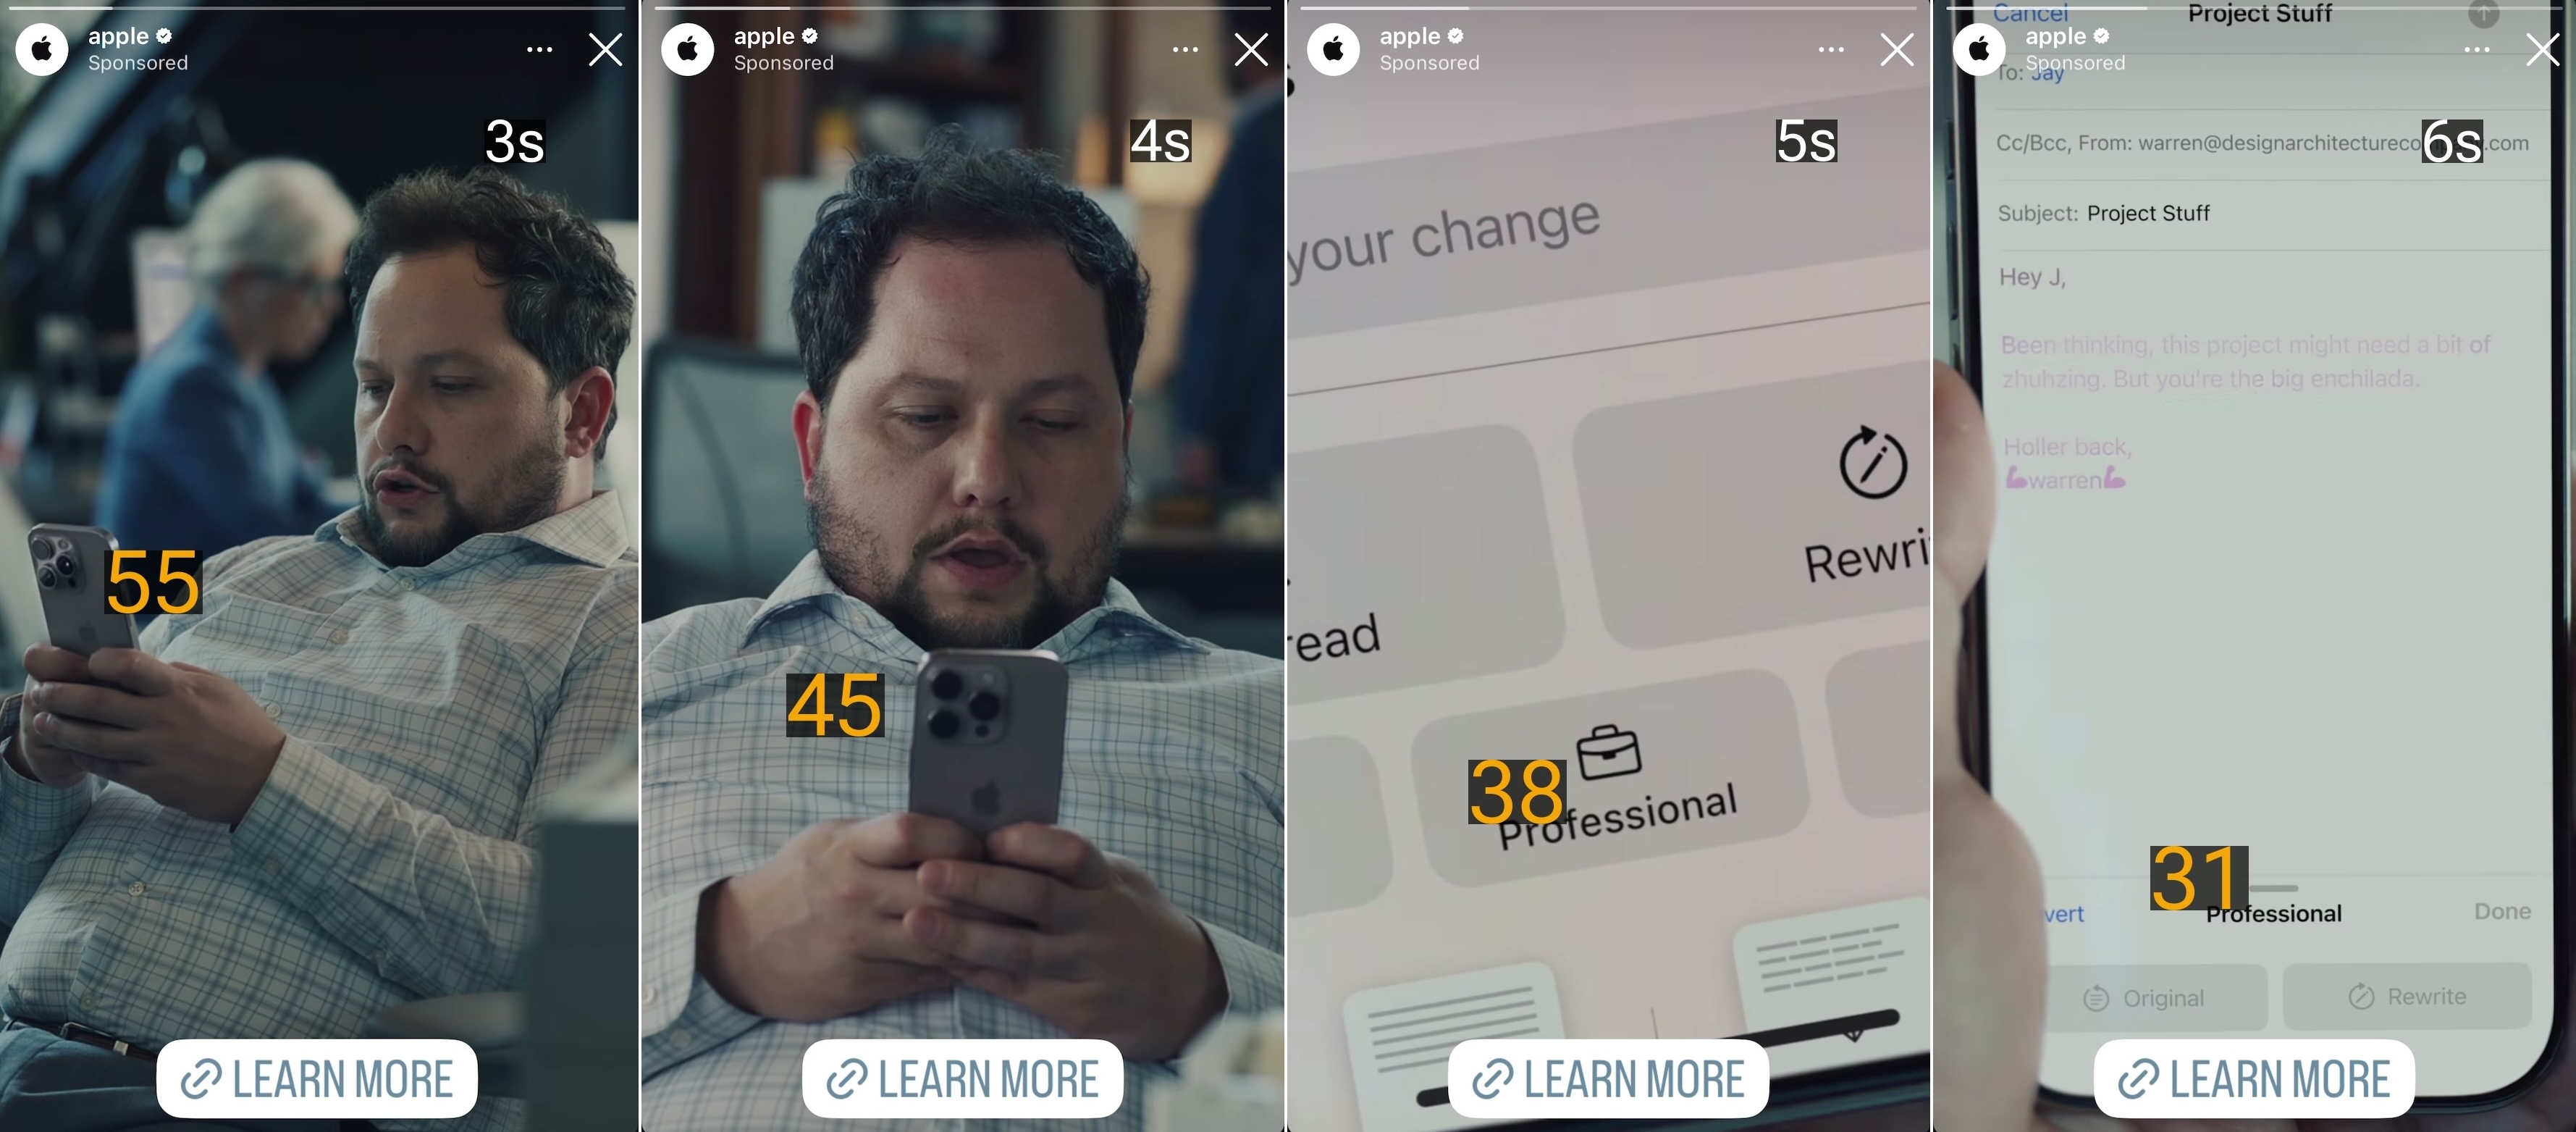 apple
Sponsored
3s
55
LEARN MORE
apple
Sponsored
4s
45
LEARN MORE
apple
Sponsored
5s
your change
Rewri
read
38
Professional
LEARN MORE
Cancel
Project Stuff
apple
Sponsored
To: Jay
6s
Cc/Bcc, From: warren@designarchitectureco .com
Subject: Project Stuff
Hey J,
Been thinking, this project might need a bit of
zhuhzing. But you're the big enchilada.
Holler back,
💪warren💪
31
vert
Professional
Done
Original
Rewrite
LEARN MORE